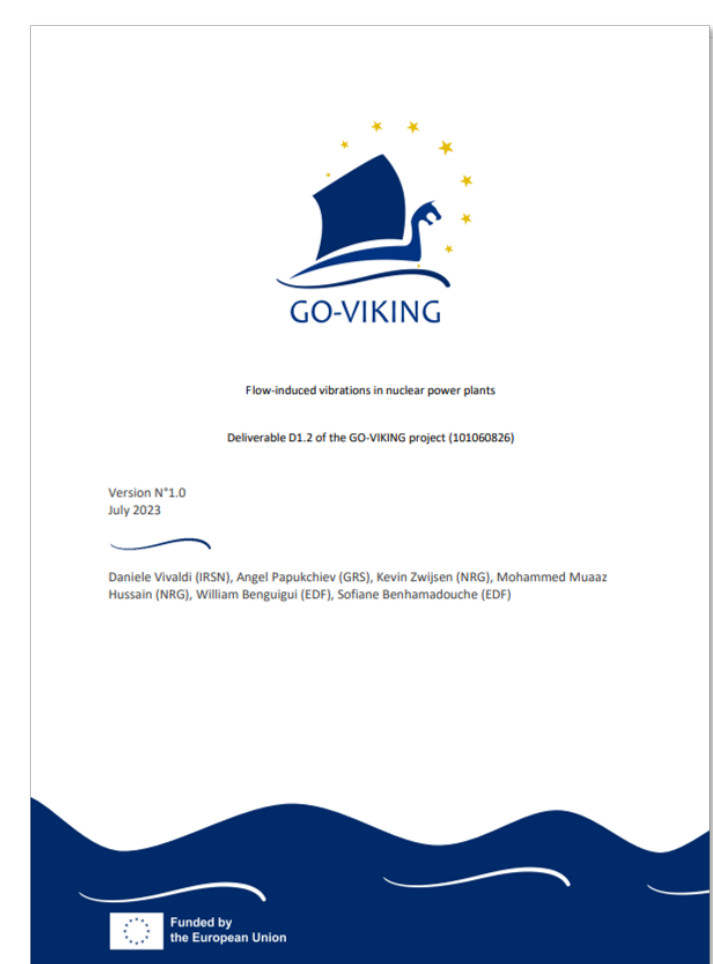 GO-VIKING
Flow-induced vibrations in nuclear power plants
Deliverable D1.2 of the GO-VIKING project (101060826)
Version N°1.0
July 2023
Daniele Vivaldi (IRSN), Angel Papukchiev (GRS), Kevin Zwijsen (NRG), Mohammed Muaaz
Hussain (NRG), William Benguigui (EDF), Sofiane Benhamadouche (EDF)
Funded by
the European Union